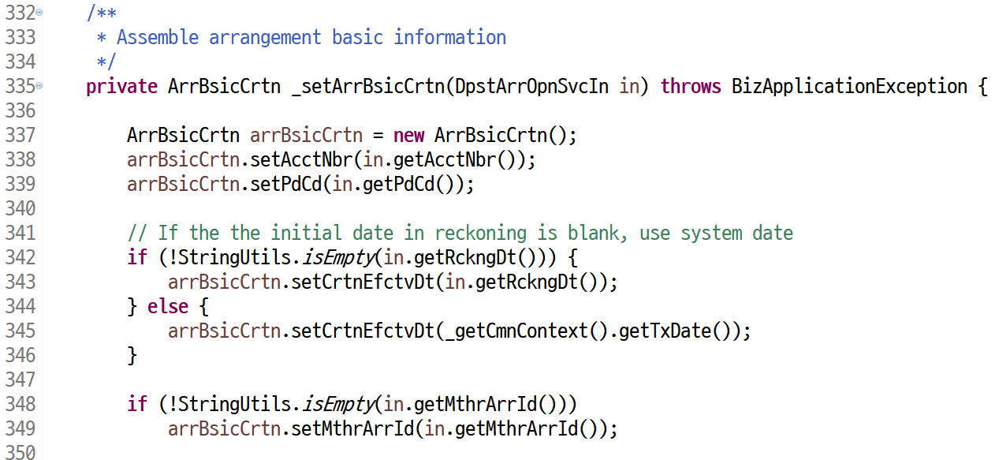 332 /**
333 * Assemble arrangement basic information
334 */
335 private ArrBsicCrtn _setArrBsicCrtn(DpstArrOpnSvcIn in) throws BizApplicationException {
336
337 ArrBsicCrtn arrBsicCrtn = new ArrBsicCrtn();
338 arrBsicCrtn.setAcctNbr(in.getAcctNbr());
339 arrBsicCrtn.setPdCd(in.getPdCd());
340
341 // If the the initial date in reckoning is blank, use system date
342 if (!StringUtils.isEmpty(in.getRckngDt())) {
343 arrBsicCrtn.setCrtnEfctvDt(in.getRckngDt());
344 } else {
345 arrBsicCrtn.setCrtnEfctvDt(_getCmnContext().getTxDate());
346 }
347
348 if (!StringUtils.isEmpty(in.getMthrArrId()))
349 arrBsicCrtn.setMthrArrId(in.getMthrArrId());
350